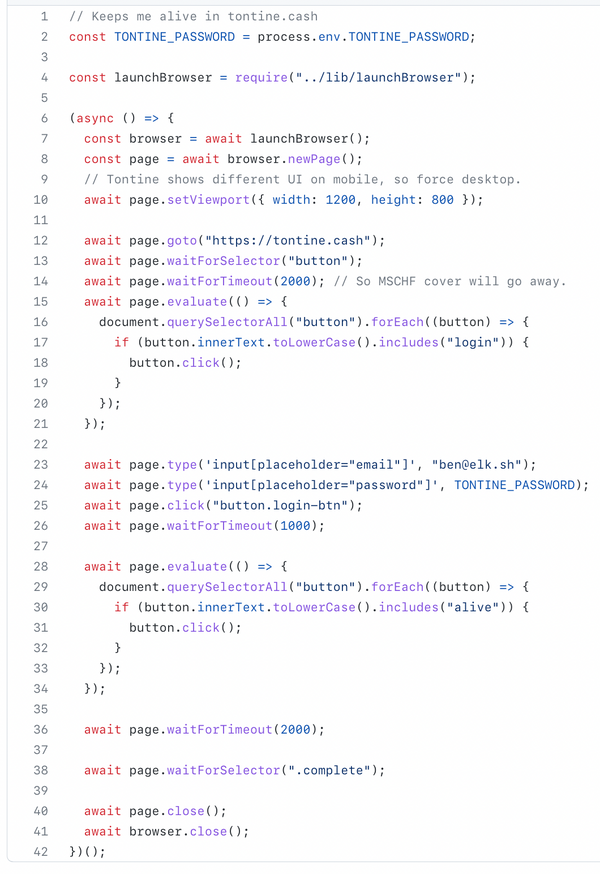 1 // Keeps me alive in tontine.cash
2 const TONTINE_PASSWORD = process.env.TONTINE_PASSWORD;
3
4 const launchBrowser = require("../lib/launchBrowser");
5
6 (async () => {
7   const browser = await launchBrowser();
8   const page = await browser.newPage();
9   // Tontine shows different UI on mobile, so force desktop.
10   await page.setViewport({ width: 1200, height: 800 });
11
12   await page.goto("https://tontine.cash");
13   await page.waitForSelector("button");
14   await page.waitForTimeout(2000); // So MSCHF cover will go away.
15   await page.evaluate(() => {
16     document.querySelectorAll("button").forEach((button) => {
17       if (button.innerText.toLowerCase().includes("login")) {
18         button.click();
19       }
20     });
21   });
22
23   await page.type('input[placeholder="email"]', "ben@elk.sh");
24   await page.type('input[placeholder="password"]', TONTINE_PASSWORD);
25   await page.click("button.login-btn");
26   await page.waitForTimeout(1000);
27
28   await page.evaluate(() => {
29     document.querySelectorAll("button").forEach((button) => {
30       if (button.innerText.toLowerCase().includes("alive")) {
31         button.click();
32       }
33     });
34   });
35
36   await page.waitForTimeout(2000);
37
38   await page.waitForSelector(".complete");
39
40   await page.close();
41   await browser.close();
42 })();